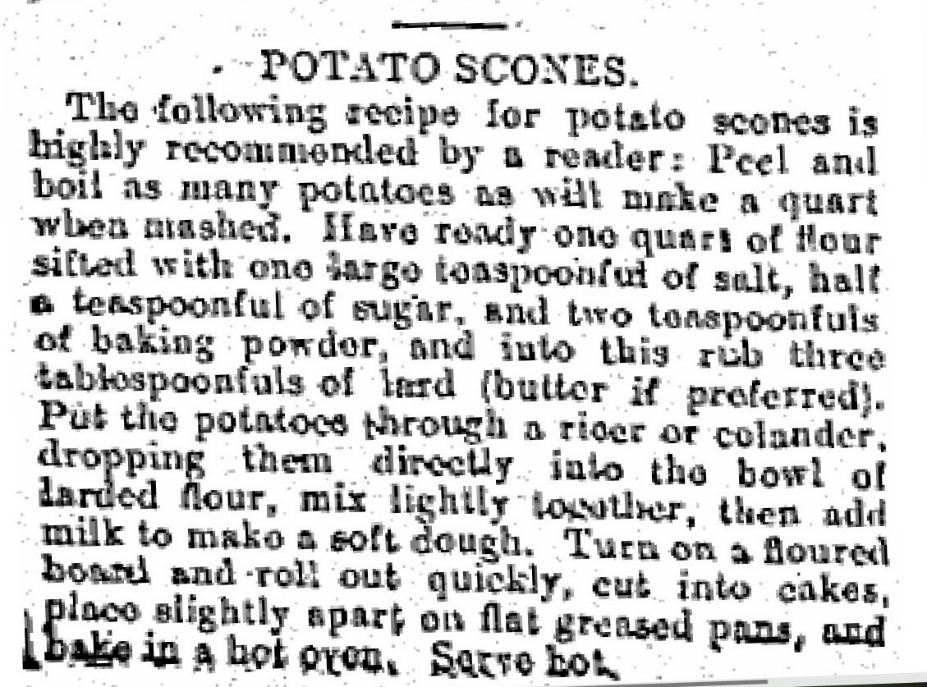 POTATO SCONES.
The following recipe for potato scones is
highly recommended by a reader: Peel and
boil as many potatoes as will make a quart
when mashed. Have ready one quart of flour
sifted with one large teaspoonful of salt, half
a teaspoonful of sugar, and two teaspoonfuls
of baking powder, and into this rub three
tablespoonfuls of lard (butter if preferred).
Put the potatoes through a ricer or colander,
dropping them directly into the bowl of
larded flour, mix lightly together, then add
milk to make a soft dough. Turn on a floured
board and roll out quickly, cut into cakes,
place slightly apart on flat greased pans, and
bake in a hot oven. Serve hot.